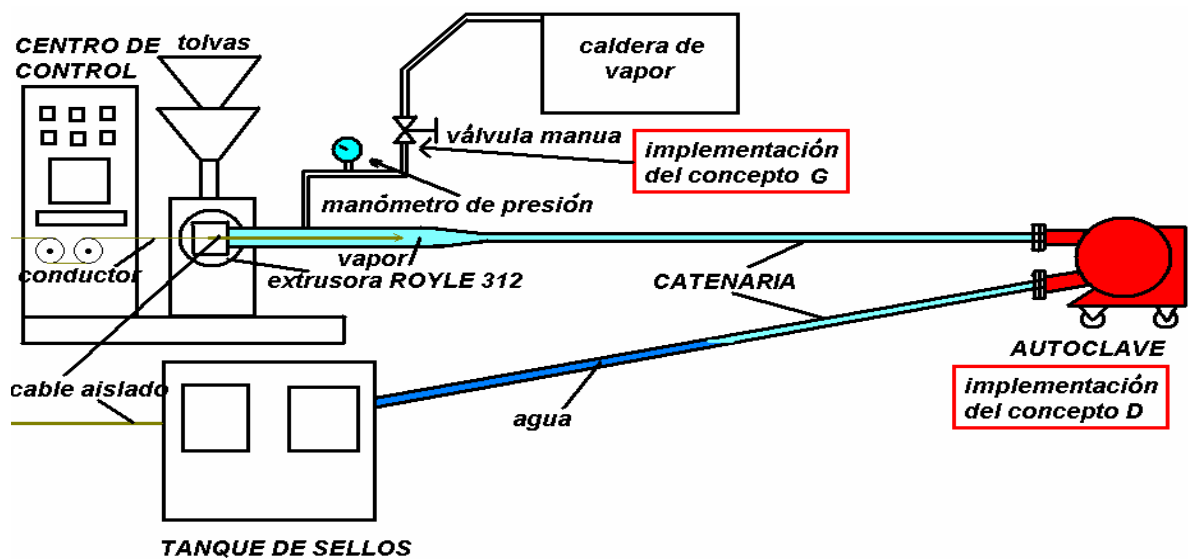 CENTRO DE
CONTROL
tolvas
caldera de
vapor
válvula manua
implementación
del concepto G
manómetro de presión
conductor
vapor
extrusora ROYLE 312
CATENARIA
AUTOCLAVE
cable aislado
agua
implementación
del concepto D
TANQUE DE SELLOS